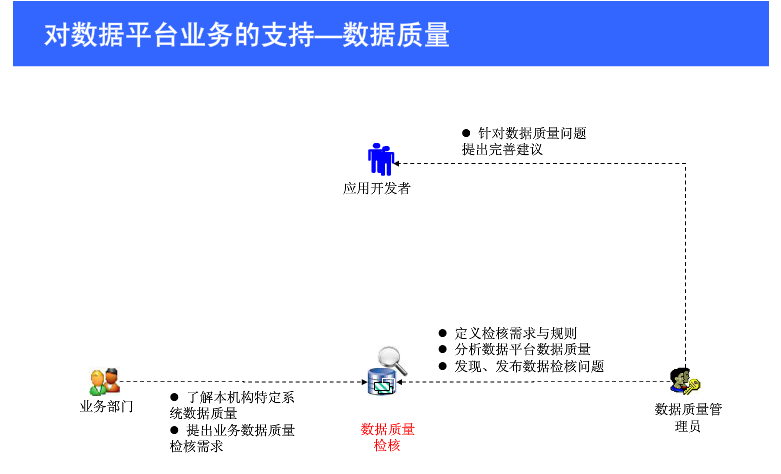 对数据平台业务的支持—数据质量
● 针对数据质量问题
提出完善建议
应用开发者
● 定义检核需求与规则
● 分析数据平台数据质量
● 发现、发布数据检核问题
业务部门
● 了解本机构特定系
统数据质量
● 提出业务数据质量
检核需求
数据质量
检核
数据质量管
理员